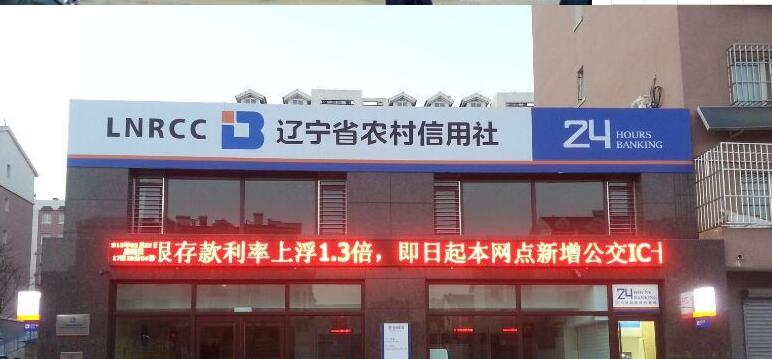 LNRCC 辽宁省农村信用社
24 HOURS BANKING
存款利率上浮1.3倍，即日起本网点新增公交IC
24 HOURS BANKING